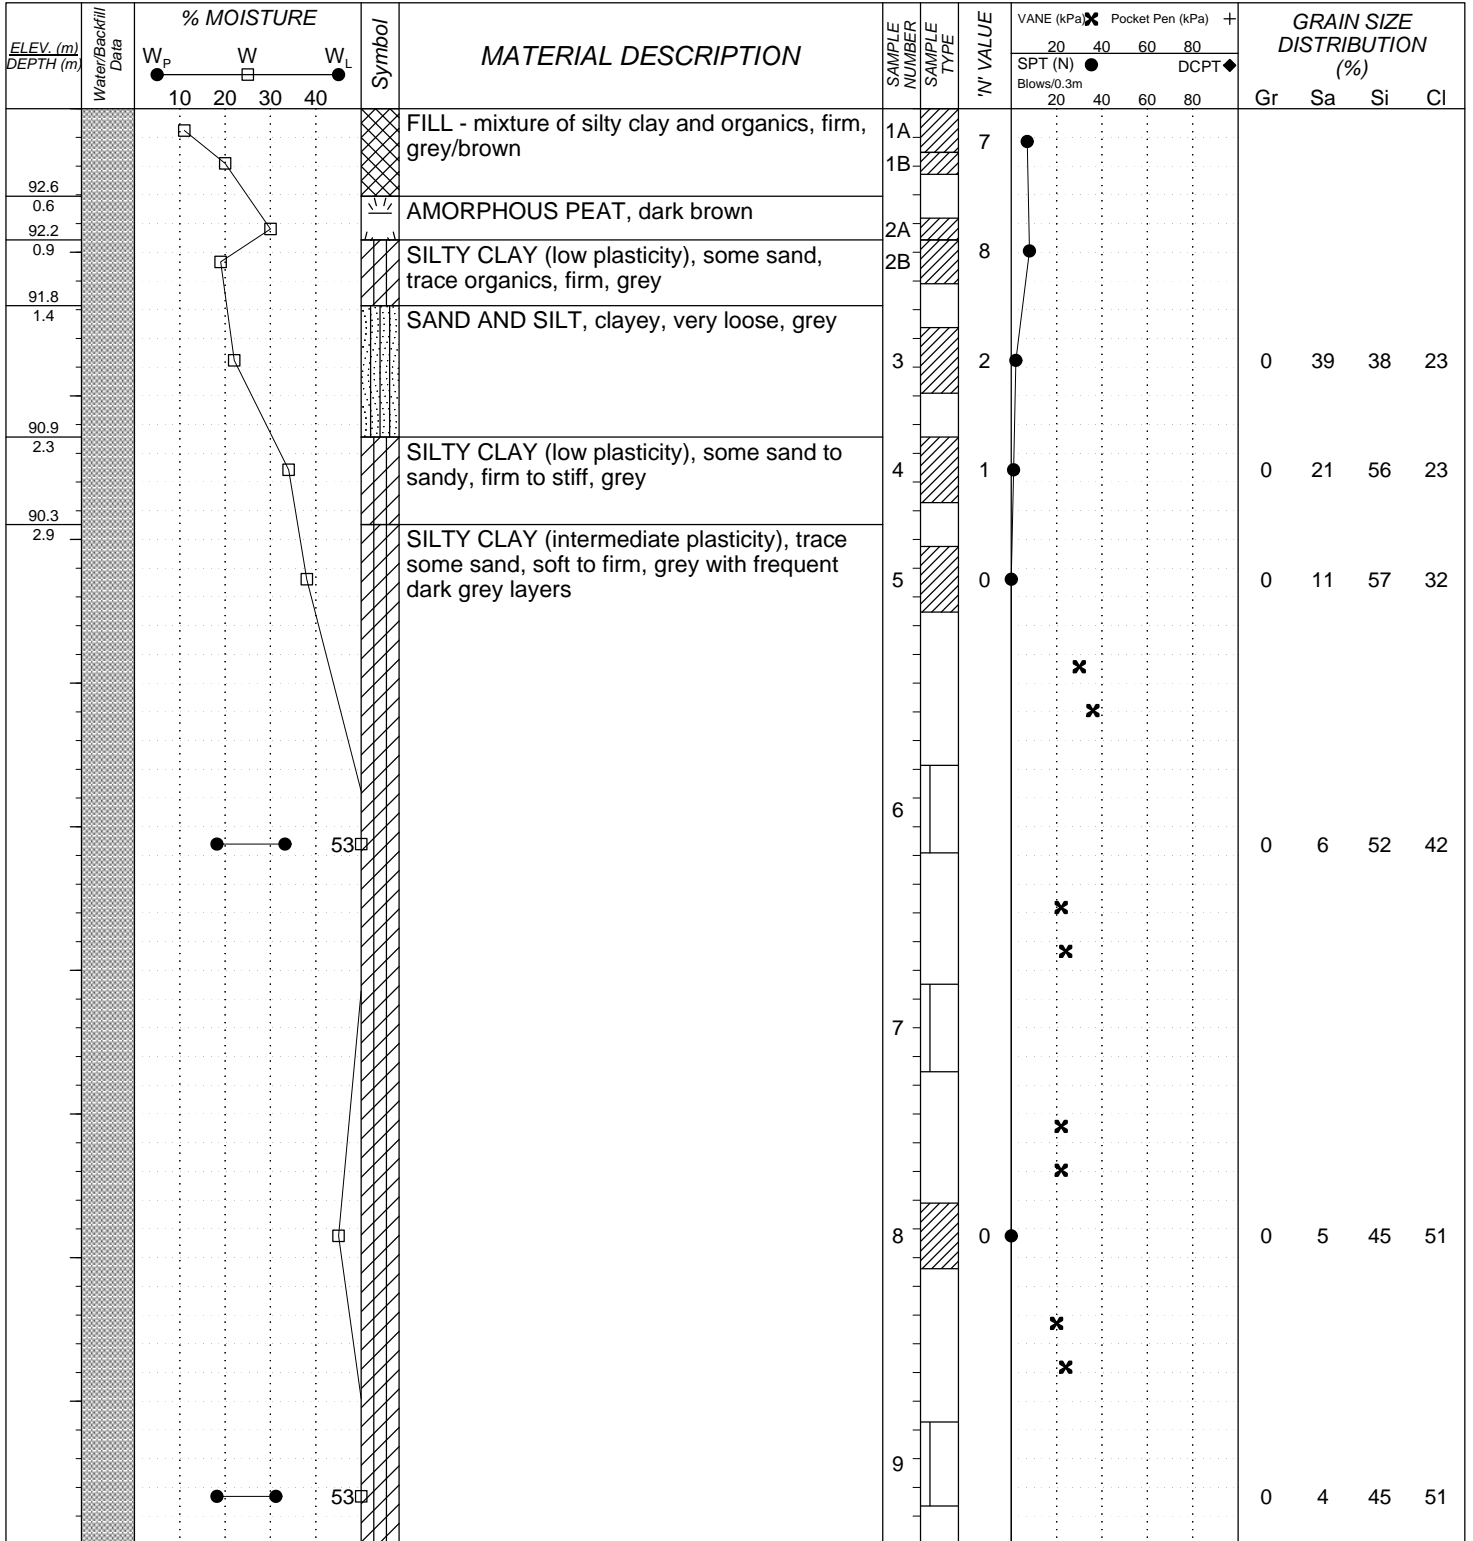 ELEV. (m)
DEPTH (m)
Water/Backfill
Data
% MOISTURE
WP W WL
10 20 30 40
Symbol
MATERIAL DESCRIPTION
SAMPLE
NUMBER
SAMPLE
TYPE
'N' VALUE
VANE (kPa) Pocket Pen (kPa)
20 40 60 80
SPT (N) DCPT
Blows/0.3m
20 40 60 80
GRAIN SIZE
DISTRIBUTION
(%)
Gr Sa Si Cl
FILL - mixture of silty clay and organics, firm,
grey/brown
1A
7
1B
92.6
0.6
AMORPHOUS PEAT, dark brown
92.2
2A
0.9
SILTY CLAY (low plasticity), some sand,
trace organics, firm, grey
2B
8
91.8
1.4
SAND AND SILT, clayey, very loose, grey
3 2 0 39 38 23
90.9
2.3
SILTY CLAY (low plasticity), some sand to
sandy, firm to stiff, grey
4 1 0 21 56 23
90.3
2.9
SILTY CLAY (intermediate plasticity), trace
some sand, soft to firm, grey with frequent
dark grey layers
5 0 0 11 57 32
6
53 0 6 52 42
7
8 0 0 5 45 51
9
53 0 4 45 51